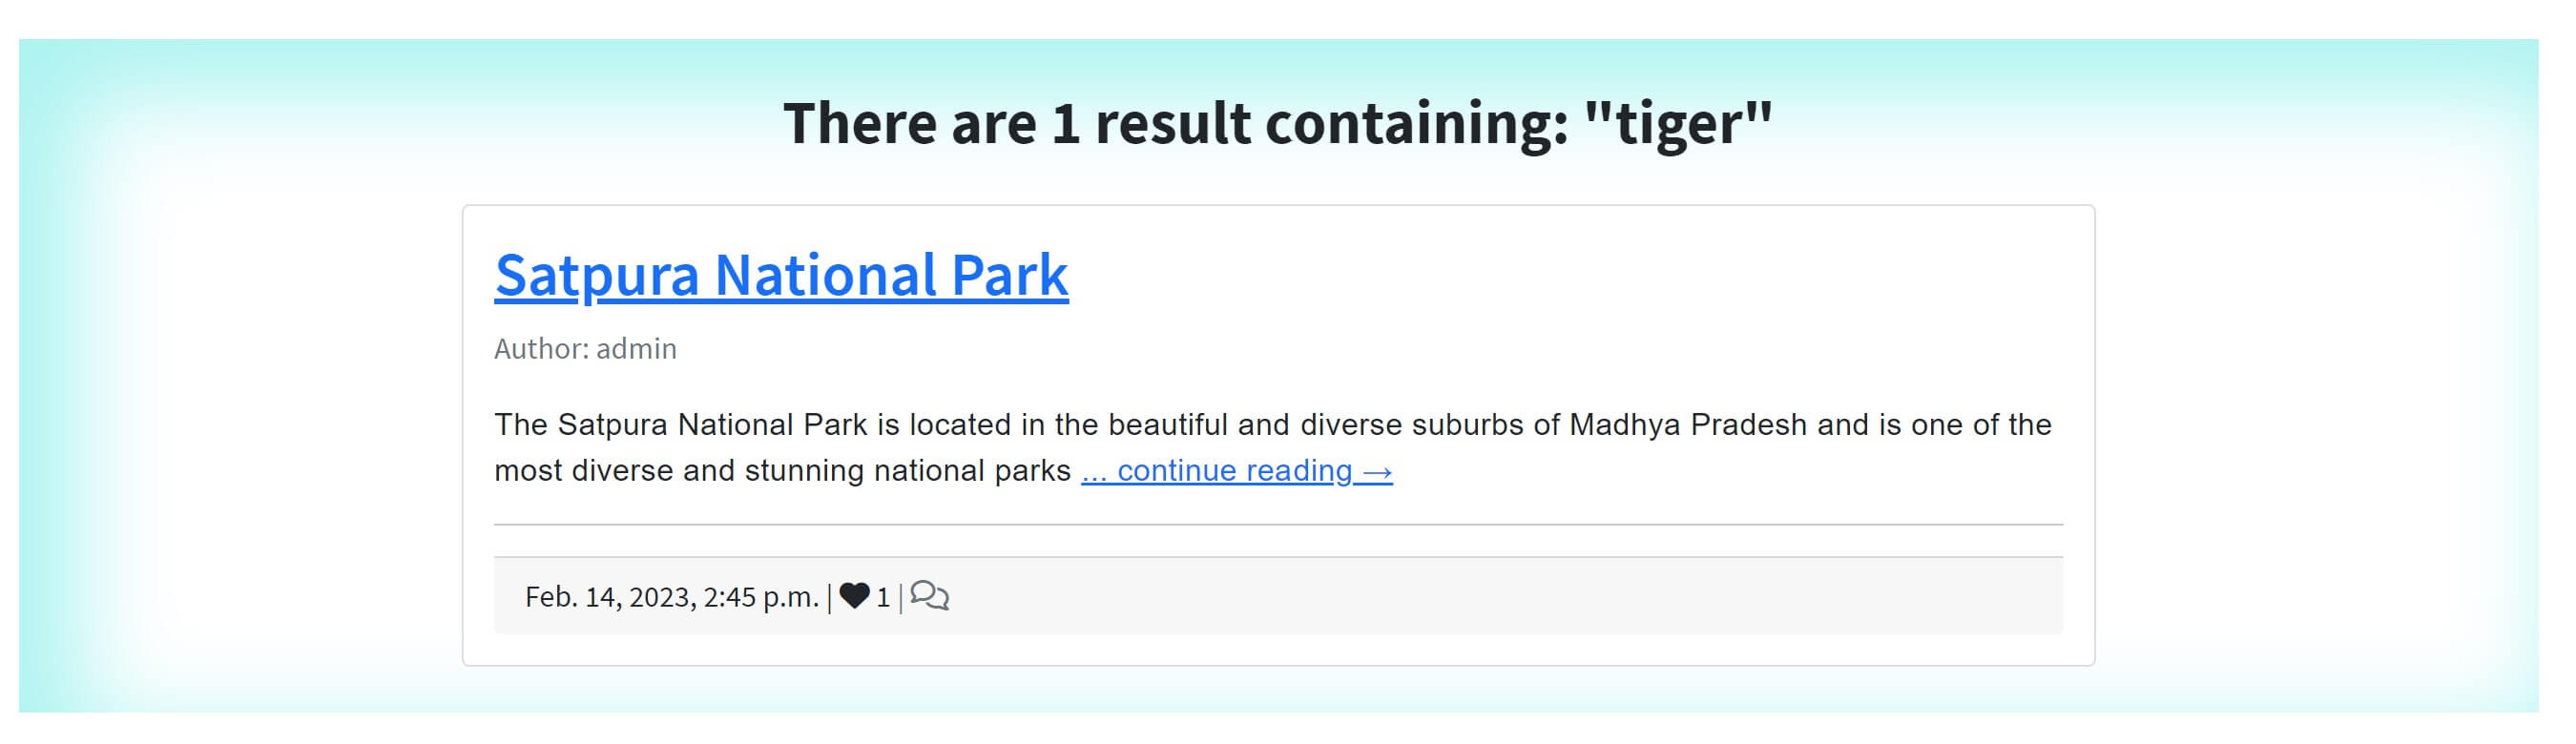 There are 1 result containing: "tiger"
Satpura National Park
Author: admin
The Satpura National Park is located in the beautiful and diverse suburbs of Madhya Pradesh and is one of the
most diverse and stunning national parks ... continue reading →
Feb. 14, 2023, 2:45 p.m. | 1 |